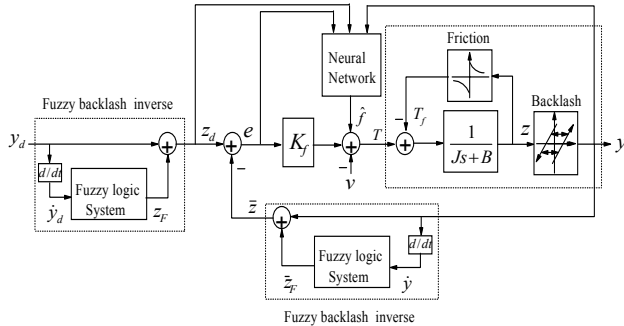 Fuzzy backlash inverse
y_d
d/dt
ẏ_d
Fuzzy logic
System
z_F
+
z_d
+
-
e
K_f
Neural
Network
f̂
+
-
v
T
Friction
-
T_f
+
1
Js+B
z
Backlash
y
z̄
+
z̄_F
Fuzzy logic
System
d/dt
ẏ
Fuzzy backlash inverse